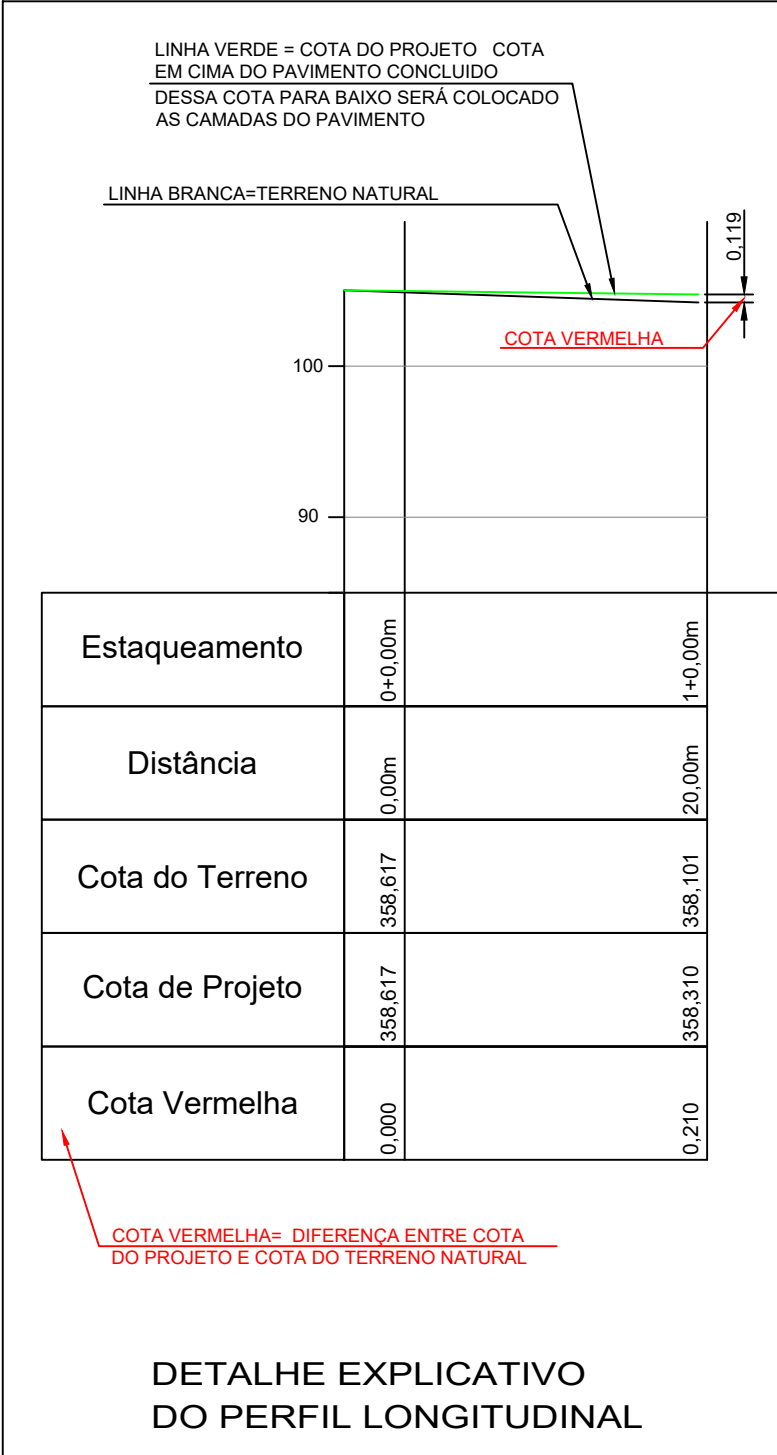 LINHA VERDE = COTA DO PROJETO   COTA
EM CIMA DO PAVIMENTO CONCLUIDO
DESSA COTA PARA BAIXO SERÁ COLOCADO
AS CAMADAS DO PAVIMENTO
LINHA BRANCA=TERRENO NATURAL
0,119
COTA VERMELHA
100
90
Estaqueamento
0+0,00m
1+0,00m
Distância
0,00m
20,00m
Cota do Terreno
358,617
358,101
Cota de Projeto
358,617
358,310
Cota Vermelha
0,000
0,210
COTA VERMELHA=  DIFERENÇA ENTRE COTA
DO PROJETO E COTA DO TERRENO NATURAL
DETALHE EXPLICATIVO
DO PERFIL LONGITUDINAL